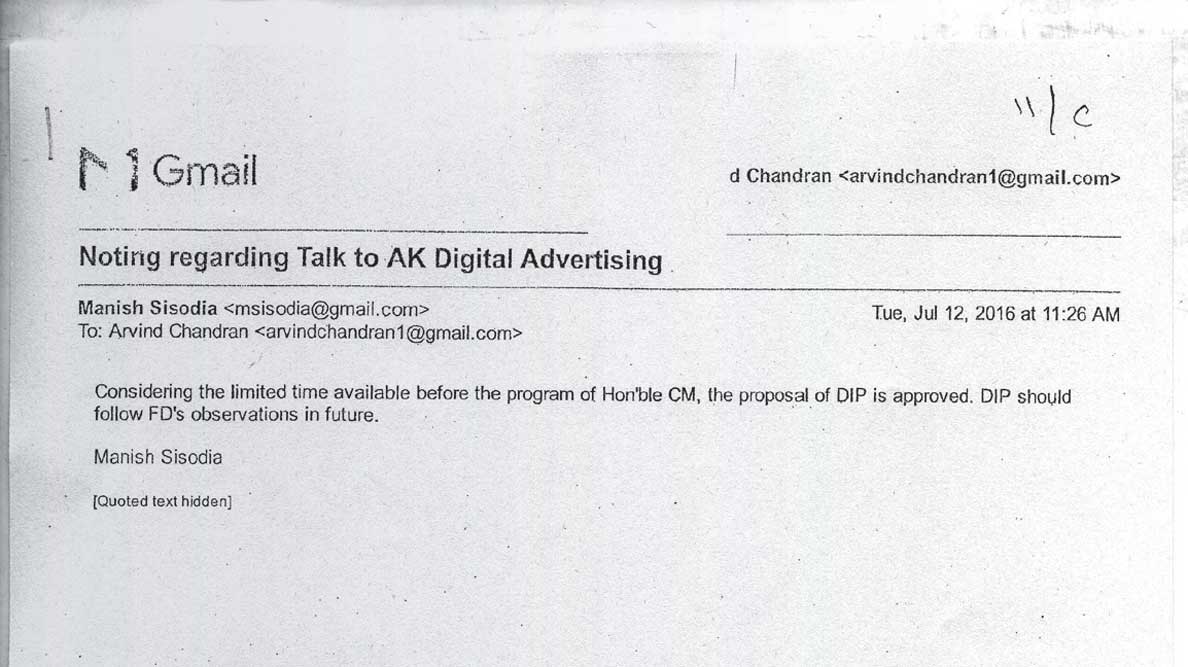 11/c
Gmail
d Chandran <arvindchandran1@gmail.com>
Noting regarding Talk to AK Digital Advertising
Manish Sisodia <msisodia@gmail.com>
Tue, Jul 12, 2016 at 11:26 AM
To: Arvind Chandran <arvindchandran1@gmail.com>
Considering the limited time available before the program of Hon'ble CM, the proposal of DIP is approved. DIP should
follow FD's observations in future.
Manish Sisodia
[Quoted text hidden]